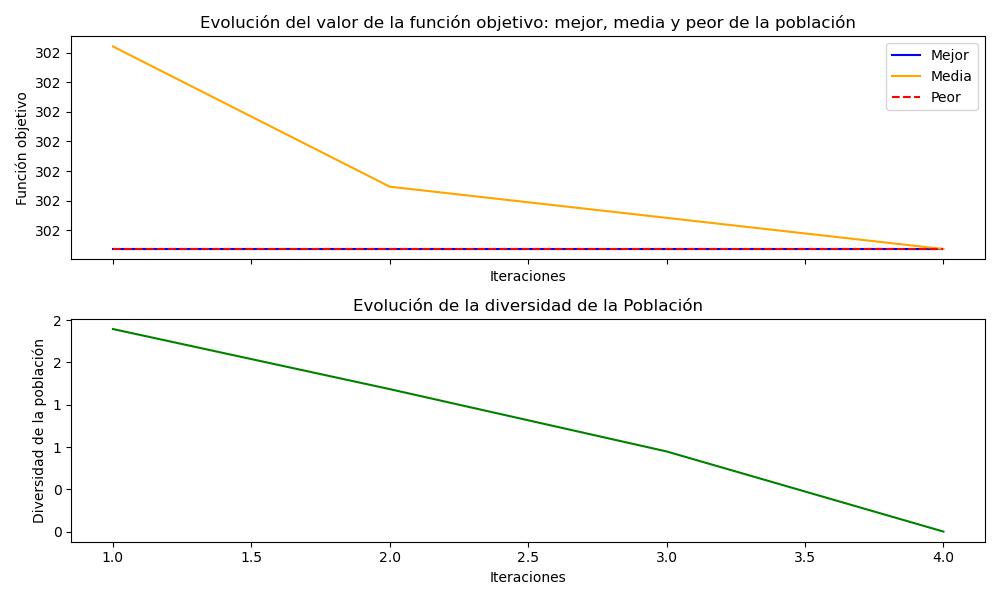 Evolución del valor de la función objetivo: mejor, media y peor de la población
Función objetivo
302
302
302
302
302
302
302
Mejor
Media
Peor
Iteraciones
Evolución de la diversidad de la Población
Diversidad de la población
2
2
1
1
0
0
1.0 1.5 2.0 2.5 3.0 3.5 4.0
Iteraciones